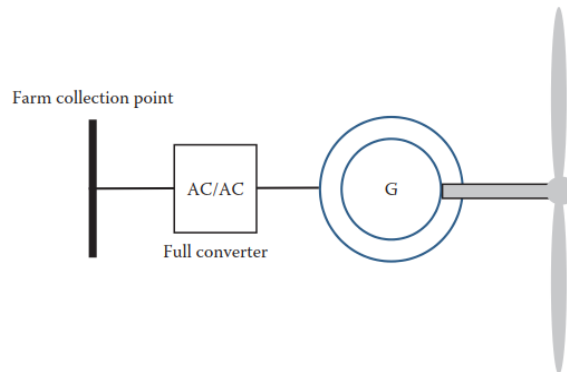 Farm collection point
AC/AC
G
Full converter